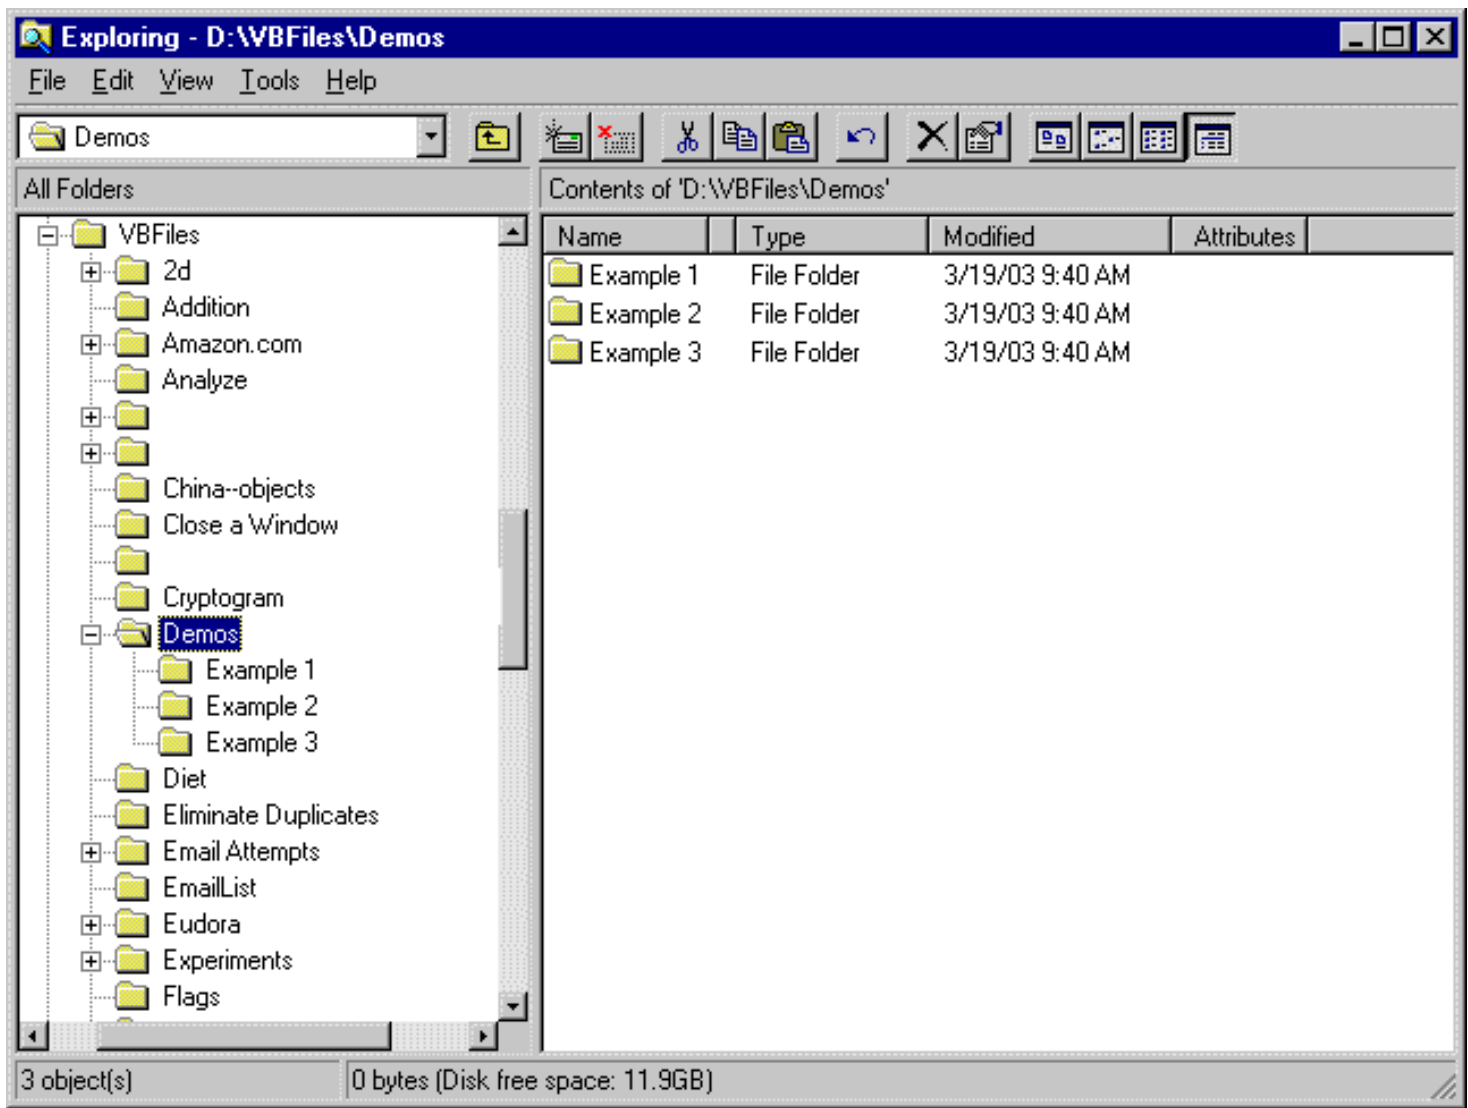 Exploring - D:\VBFiles\Demos
File Edit View Tools Help
Demos
All Folders
Contents of 'D:\VBFiles\Demos'
VBFiles
2d
Addition
Amazon.com
Analyze
China--objects
Close a Window
Cryptogram
Demos
Example 1
Example 2
Example 3
Diet
Eliminate Duplicates
Email Attempts
EmailList
Eudora
Experiments
Flags
Name Type Modified Attributes
Example 1 File Folder 3/19/03 9:40 AM
Example 2 File Folder 3/19/03 9:40 AM
Example 3 File Folder 3/19/03 9:40 AM
3 object(s) 0 bytes (Disk free space: 11.9GB)